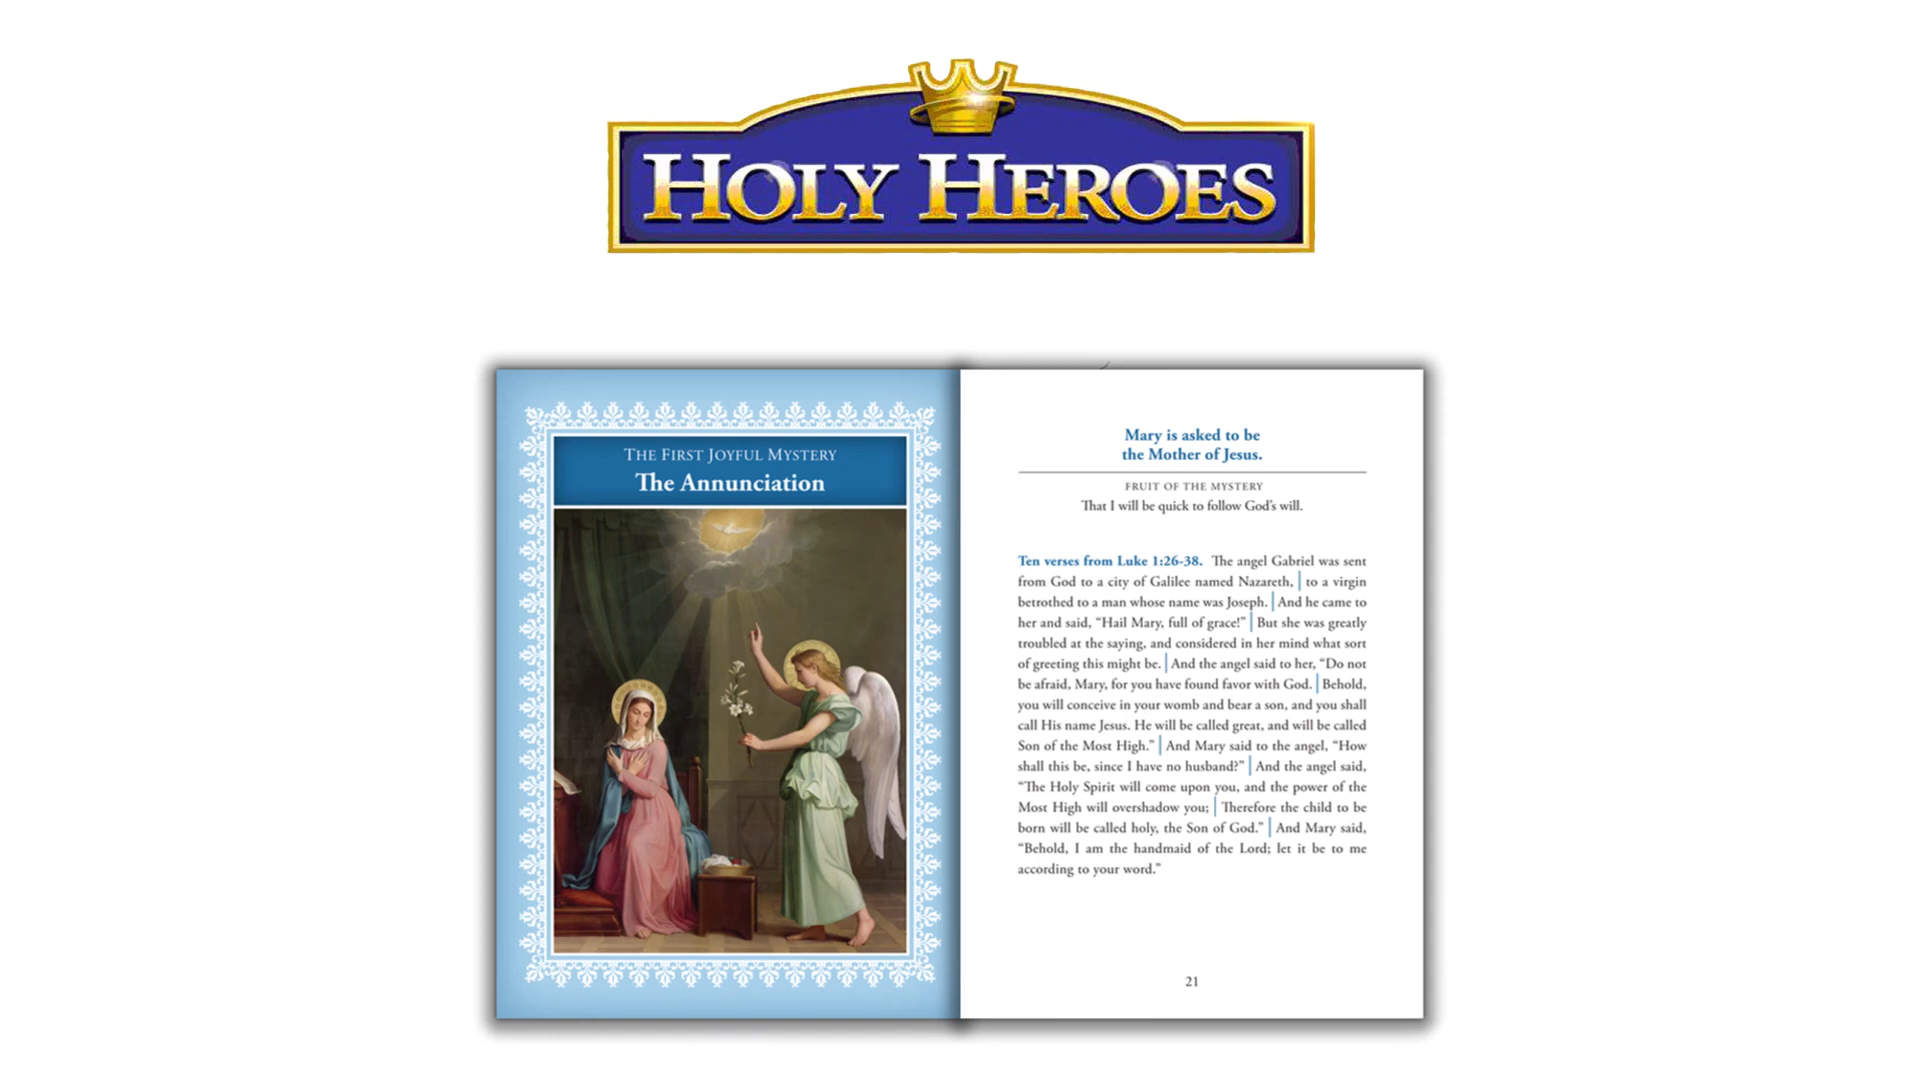 HOLY HEROES
THE FIRST JOYFUL MYSTERY
The Annunciation
Mary is asked to be
the Mother of Jesus.
FRUIT OF THE MYSTERY
That I will be quick to follow God's will.
Ten verses from Luke 1:26-38. The angel Gabriel was sent
from God to a city of Galilee named Nazareth, | to a virgin
betrothed to a man whose name was Joseph. | And he came to
her and said, “Hail Mary, full of grace!” | But she was greatly
troubled at the saying, and considered in her mind what sort
of greeting this might be. | And the angel said to her, “Do not
be afraid, Mary, for you have found favor with God. | Behold,
you will conceive in your womb and bear a son, and you shall
call His name Jesus. He will be called great, and will be called
Son of the Most High.” | And Mary said to the angel, “How
shall this be, since I have no husband?” | And the angel said,
“The Holy Spirit will come upon you, and the power of the
Most High will overshadow you; | Therefore the child to be
born will be called holy, the Son of God.” | And Mary said,
“Behold, I am the handmaid of the Lord; let it be to me
according to your word.”
21